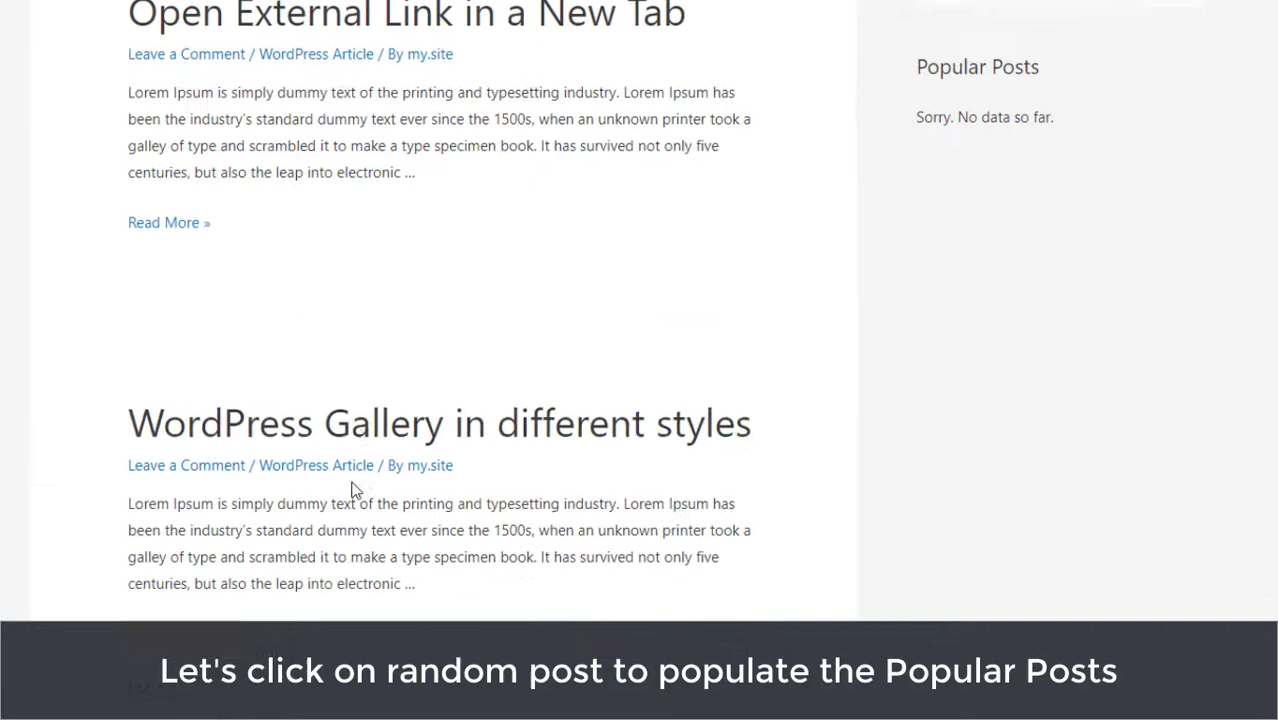 Open External Link in a New Tab
Leave a Comment / WordPress Article / By my.site
Lorem Ipsum is simply dummy text of the printing and typesetting industry. Lorem Ipsum has
been the industry's standard dummy text ever since the 1500s, when an unknown printer took a
galley of type and scrambled it to make a type specimen book. It has survived not only five
centuries, but also the leap into electronic ...
Read More »
WordPress Gallery in different styles
Leave a Comment / WordPress Article / By my.site
Lorem Ipsum is simply dummy text of the printing and typesetting industry. Lorem Ipsum has
been the industry's standard dummy text ever since the 1500s, when an unknown printer took a
galley of type and scrambled it to make a type specimen book. It has survived not only five
centuries, but also the leap into electronic ...
Popular Posts
Sorry. No data so far.
Let's click on random post to populate the Popular Posts